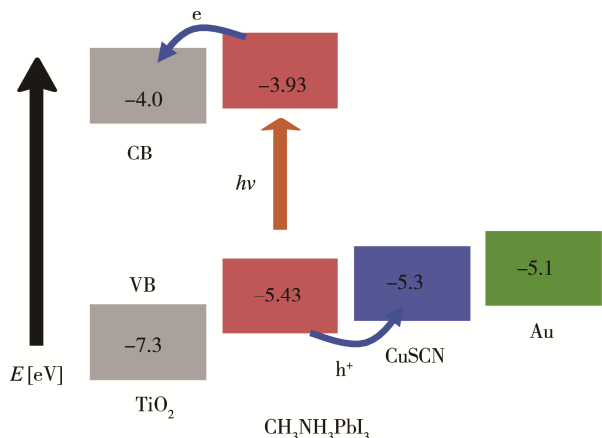 e
−4.0
−3.93
CB
hν
VB
−5.43
−5.3
−5.1
−7.3
E [eV]
h⁺
CuSCN
Au
TiO₂
CH₃NH₃PbI₃